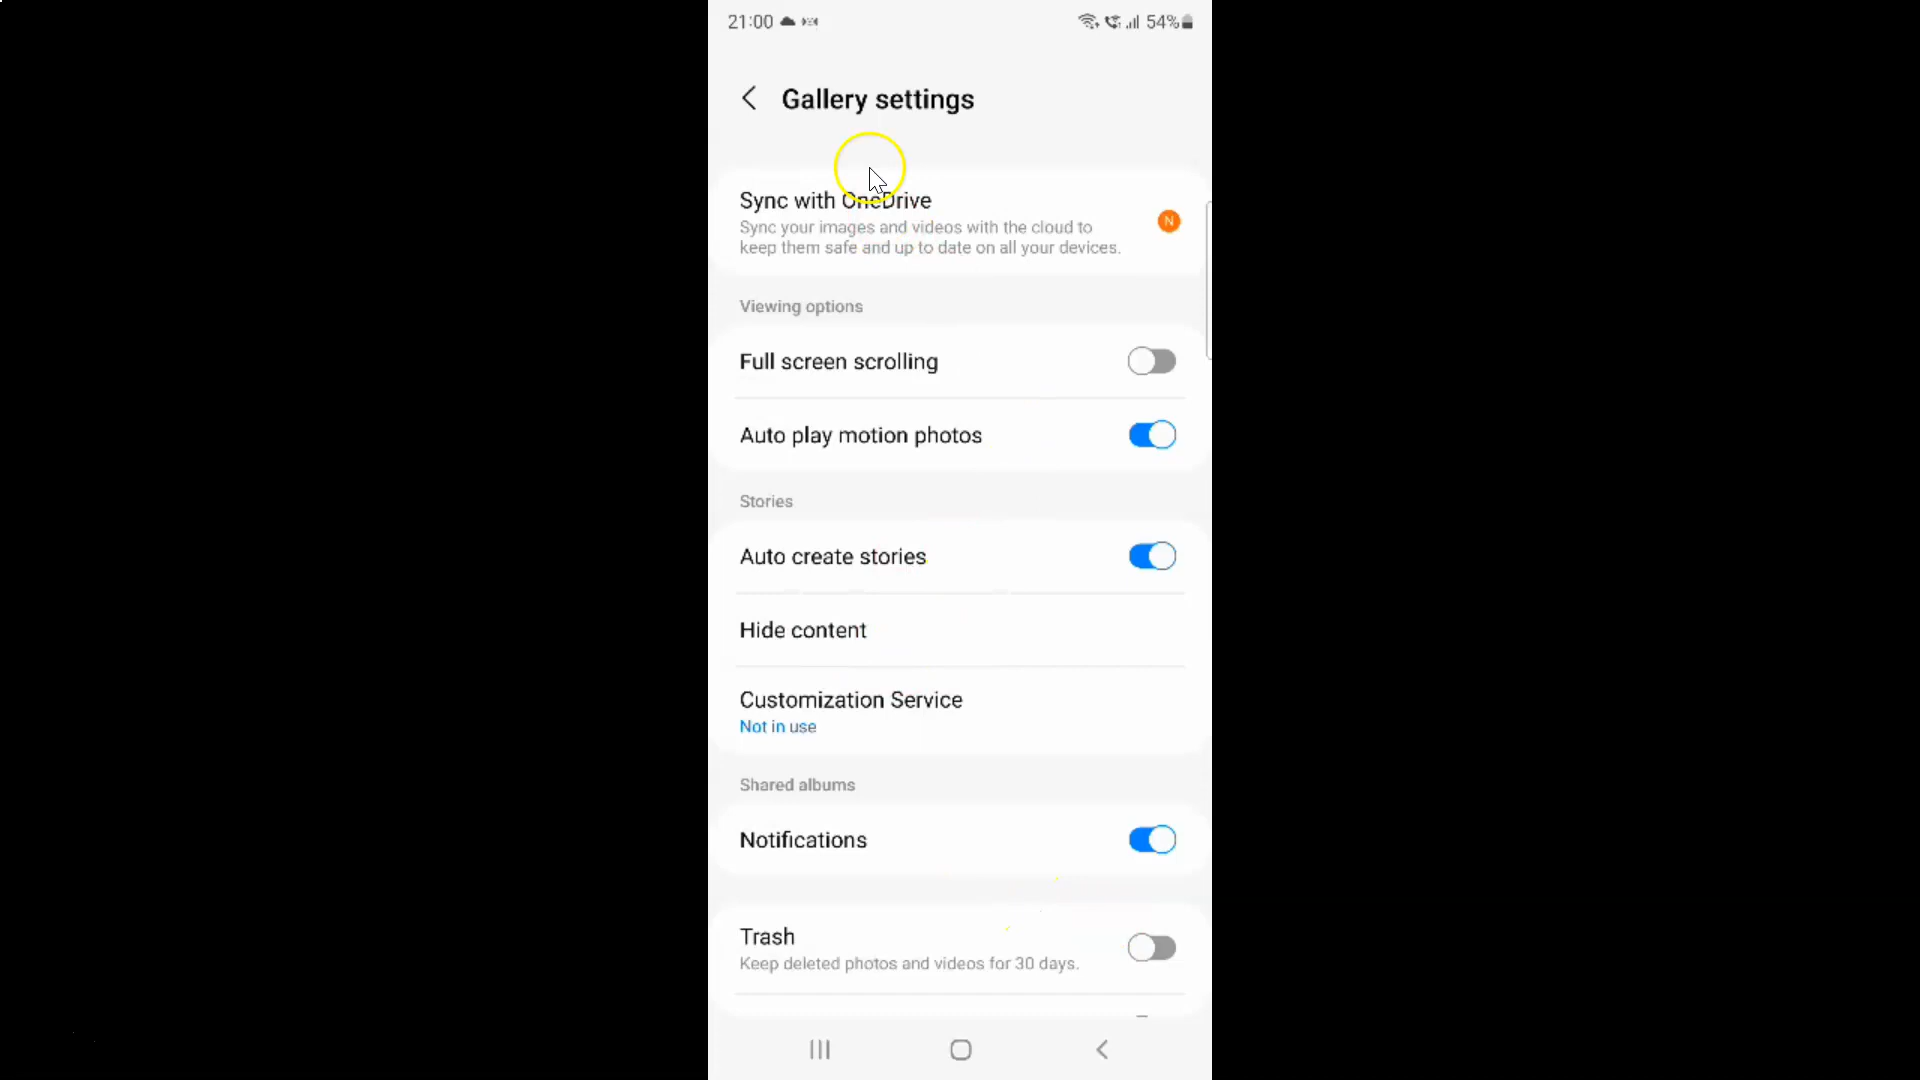 21:00 54%
Gallery settings
Sync with OneDrive
Sync your images and videos with the cloud to
keep them safe and up to date on all your devices.
N
Viewing options
Full screen scrolling
Auto play motion photos
Stories
Auto create stories
Hide content
Customization Service
Not in use
Shared albums
Notifications
Trash
Keep deleted photos and videos for 30 days.